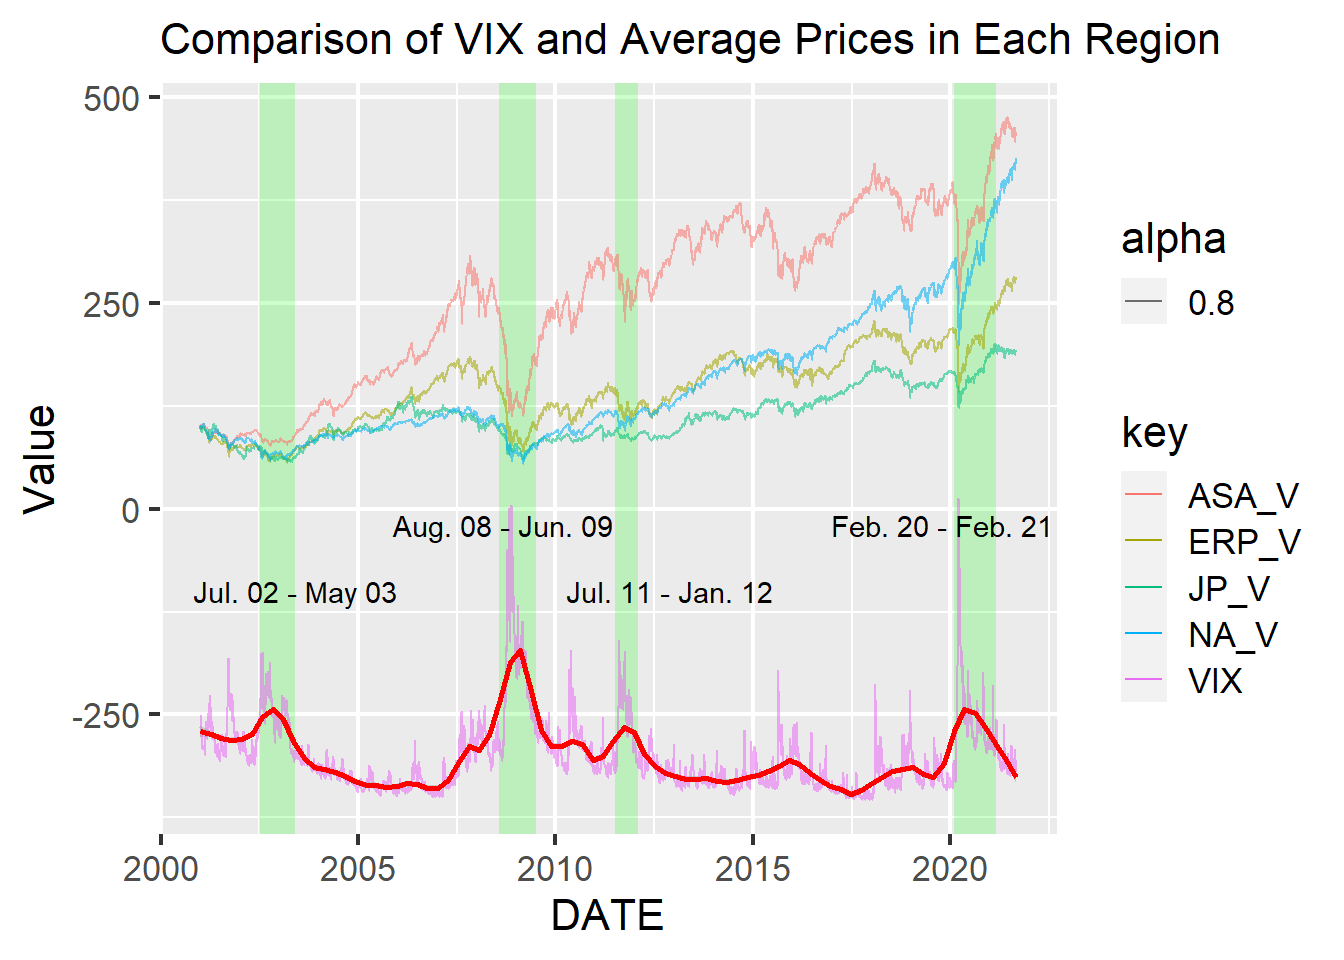 Comparison of VIX and Average Prices in Each Region
500
250
0
-250
Value
Aug. 08 - Jun. 09
Feb. 20 - Feb. 21
Jul. 02 - May 03
Jul. 11 - Jan. 12
2000
2005
2010
2015
2020
DATE
alpha
0.8
key
ASA_V
ERP_V
JP_V
NA_V
VIX